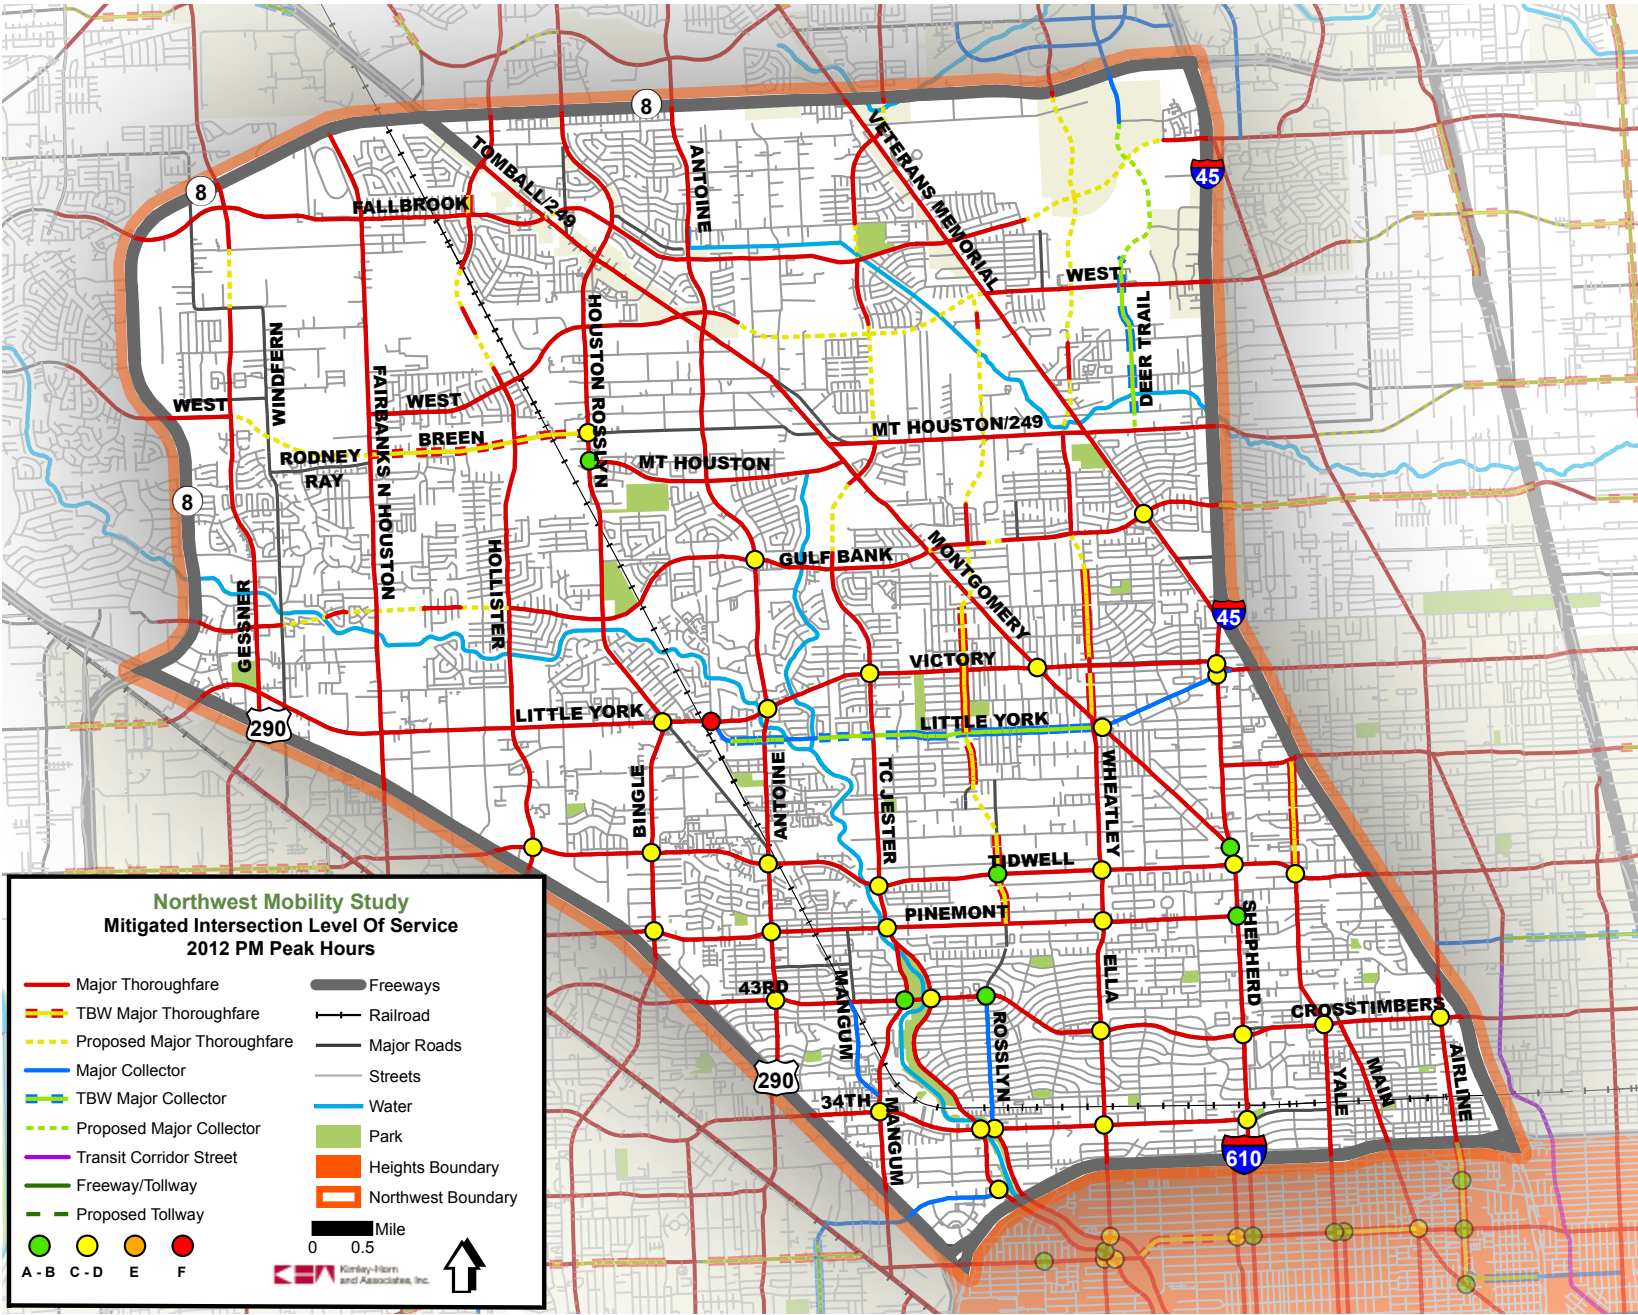 8
TOMBALL/249
ANTOINE
VETERANS MEMORIAL
45
8
FALLBROOK
WEST
WINDFERN
HOUSTON ROSSLYN
DEER TRAIL
FAIRBANKS N HOUSTON
WEST
WEST
BREEN
MT HOUSTON/249
RODNEY
RAY
MT HOUSTON
8
HOLLISTER
GULF BANK
MONTGOMERY
GESSNER
45
VICTORY
290
LITTLE YORK
LITTLE YORK
BINGLE
ANTOINE
TC JESTER
WHEATLEY
TIDWELL
PINEMONT
SHEPHERD
43RD
MANGUM
ELLA
CROSSTIMBERS
ROSSLYN
290
34TH
MANGUM
YALE
MAIN
AIRLINE
610
Northwest Mobility Study
Mitigated Intersection Level Of Service
2012 PM Peak Hours
Major Thoroughfare
TBW Major Thoroughfare
Proposed Major Thoroughfare
Major Collector
TBW Major Collector
Proposed Major Collector
Transit Corridor Street
Freeway/Tollway
Proposed Tollway
Freeways
Railroad
Major Roads
Streets
Water
Park
Heights Boundary
Northwest Boundary
Mile
0 0.5
A - B C - D E F
Kimley-Horn
and Associates, Inc.